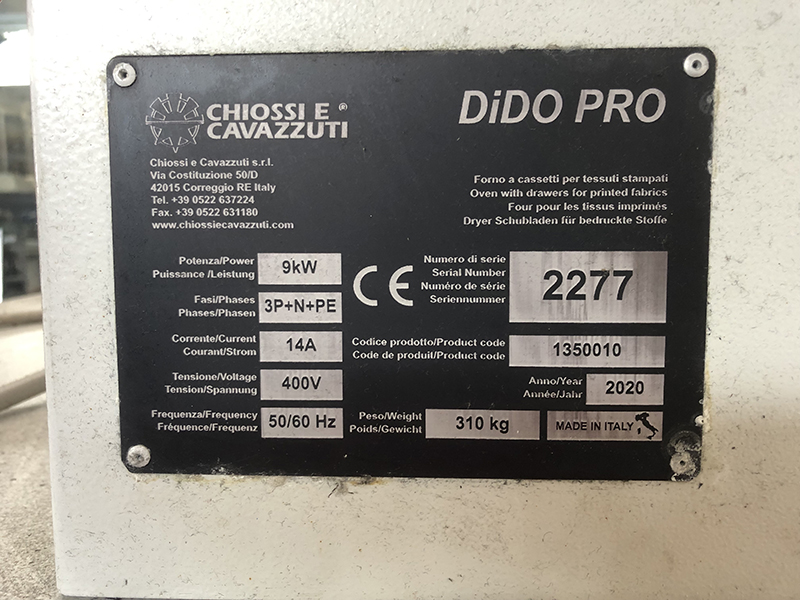 CHIOSSI E ®
CAVAZZUTI
DiDO PRO
Chiossi e Cavazzuti s.r.l.
Via Costituzione 50/D
42015 Correggio RE Italy
Tel. +39 0522 637224
Fax. +39 0522 631180
www.chiossiecavazzuti.com
Forno a cassetti per tessuti stampati
Oven with drawers for printed fabrics
Four pour les tissus imprimés
Dryer Schubladen für bedruckte Stoffe
Potenza/Power
Puissance /Leistung
9kW
Fasi/Phases
Phases/Phasen
3P+N+PE
Corrente/Current
Courant/Strom
14A
Tensione/Voltage
Tension/Spannung
400V
Frequenza/Frequency
Fréquence/Frequenz
50/60 Hz
CE
Numero di serie
Serial Number
Numéro de série
Seriennummer
2277
Codice prodotto/Product code
Code de produil/Product code
1350010
Anno/Year
Année/Jahr
2020
Peso/Weight
Poids/Gewicht
310 kg
MADE IN ITALY